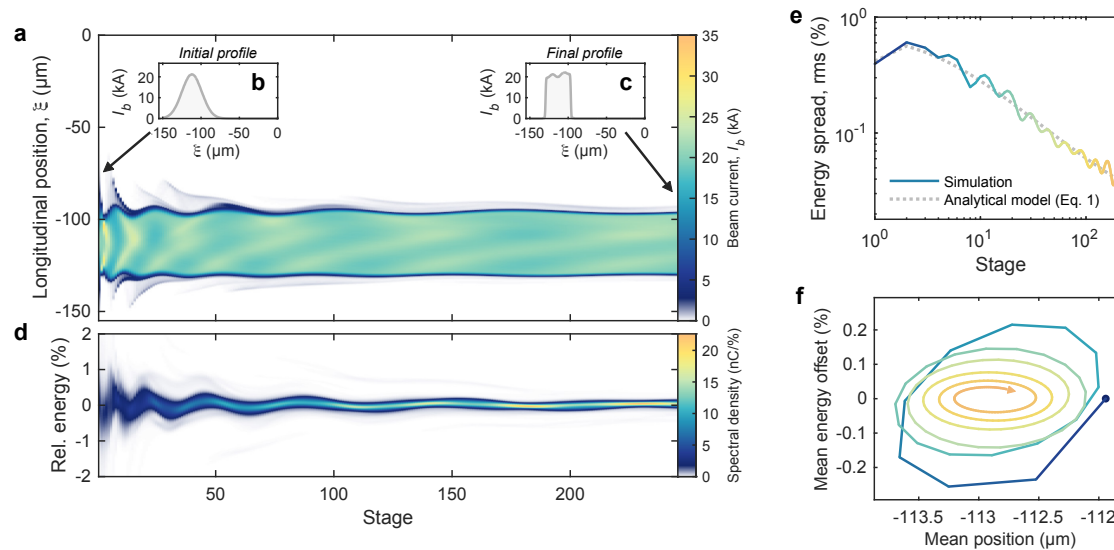 a
0
-50
-100
-150
Longitudinal position, ξ (μm)
Initial profile
b
I_b (kA)
20
10
0
-150 -100 -50 0
ξ (μm)
Final profile
c
I_b (kA)
20
10
0
-150 -100 -50 0
ξ (μm)
35
30
25
20
15
10
5
0
Beam current, I_b (kA)
d
2
1
0
-1
-2
Rel. energy (%)
50 100 150 200
Stage
20
15
10
5
0
Spectral density (nC/%)
e
10^0
10^-1
Energy spread, rms (%)
Simulation
Analytical model (Eq. 1)
10^0 10^1 10^2
Stage
f
0.2
0.1
0
-0.1
-0.2
Mean energy offset (%)
-113.5 -113 -112.5 -112
Mean position (μm)